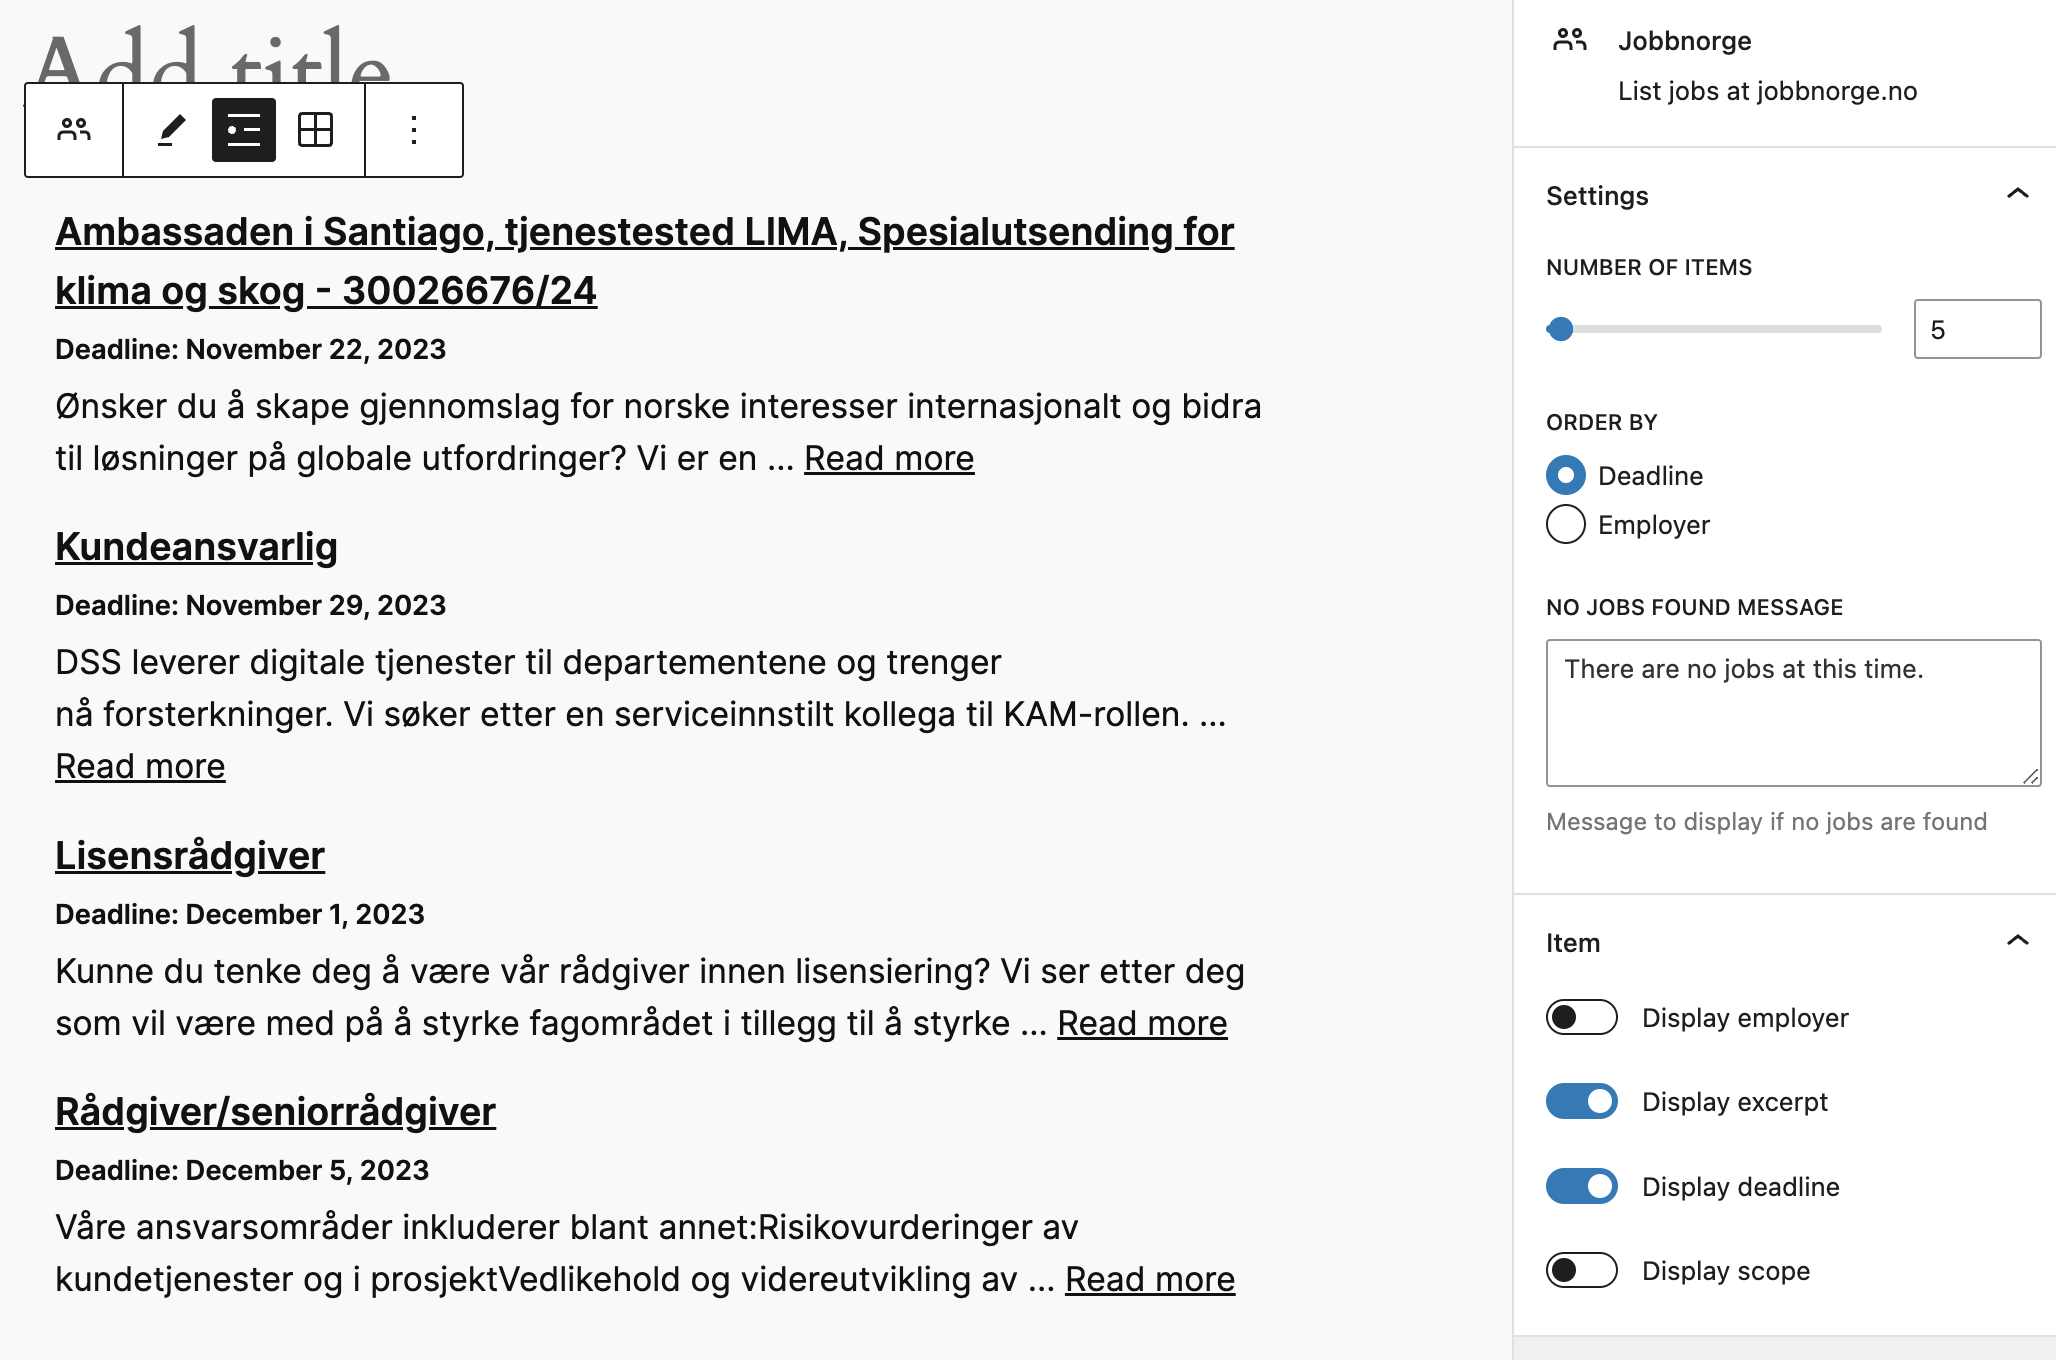 Add title
Ambassaden i Santiago, tjenestested LIMA, Spesialutsending for
klima og skog - 30026676/24
Deadline: November 22, 2023
Ønsker du å skape gjennomslag for norske interesser internasjonalt og bidra
til løsninger på globale utfordringer? Vi er en ... Read more
Kundeansvarlig
Deadline: November 29, 2023
DSS leverer digitale tjenester til departementene og trenger
nå forsterkninger. Vi søker etter en serviceinnstilt kollega til KAM-rollen. ...
Read more
Lisensrådgiver
Deadline: December 1, 2023
Kunne du tenke deg å være vår rådgiver innen lisensiering? Vi ser etter deg
som vil være med på å styrke fagområdet i tillegg til å styrke ... Read more
Rådgiver/seniorrådgiver
Deadline: December 5, 2023
Våre ansvarsområder inkluderer blant annet:Risikovurderinger av
kundetjenester og i prosjektVedlikehold og videreutvikling av ... Read more
Jobbnorge
List jobs at jobbnorge.no
Settings
NUMBER OF ITEMS
5
ORDER BY
Deadline
Employer
NO JOBS FOUND MESSAGE
There are no jobs at this time.
Message to display if no jobs are found
Item
Display employer
Display excerpt
Display deadline
Display scope